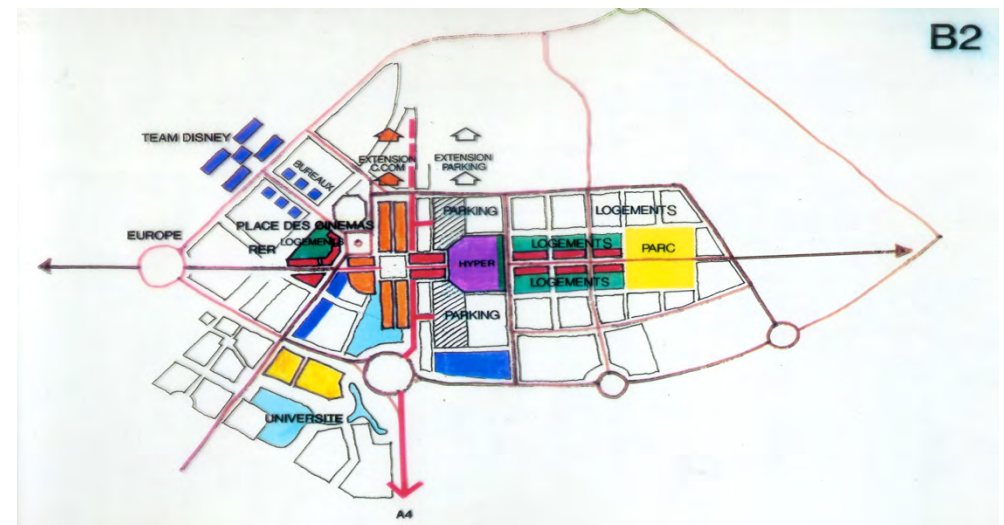 B2
TEAM DISNEY
BUREAUX
EXTENSION
C.COM
EXTENSION
PARKING
PARKING
LOGEMENTS
PLACE DES CINEMAS
EUROPE
RER
LOGEMENTS
LOGEMENTS
PARC
HYPER
LOGEMENTS
PARKING
UNIVERSITE
A4